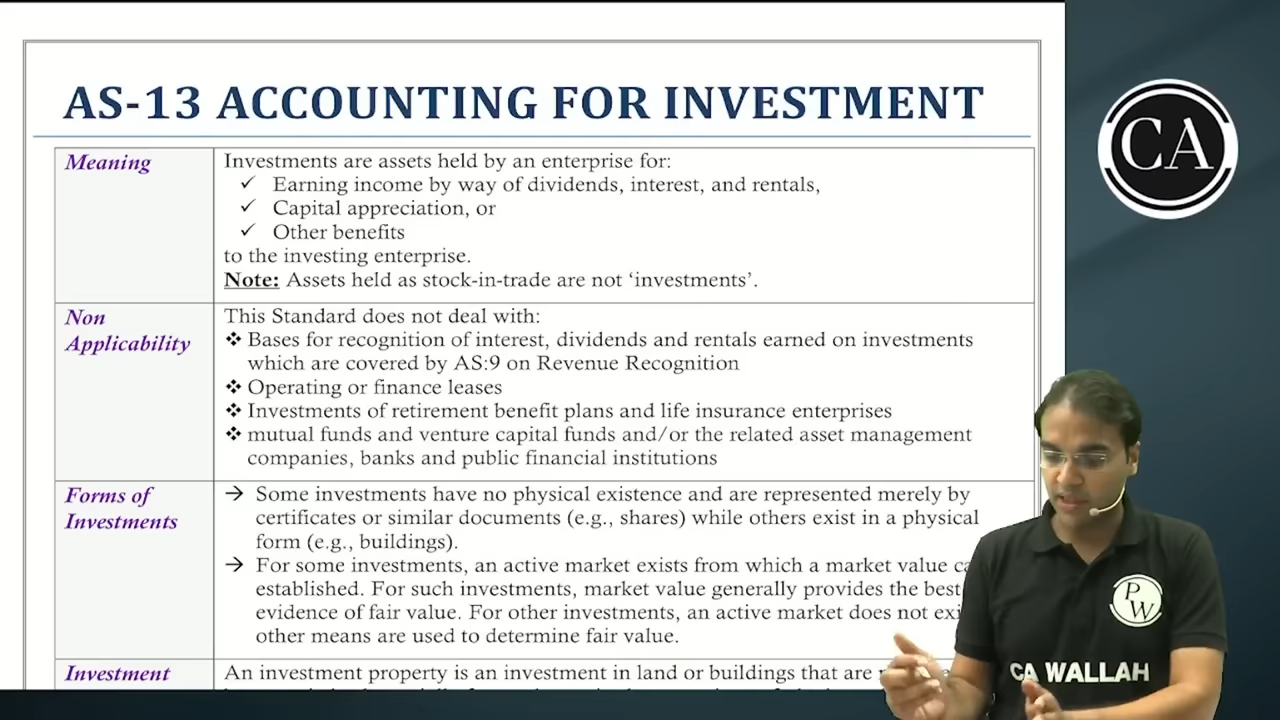 AS-13 ACCOUNTING FOR INVESTMENT
Meaning
Investments are assets held by an enterprise for:
✓ Earning income by way of dividends, interest, and rentals,
✓ Capital appreciation, or
✓ Other benefits
to the investing enterprise.
Note: Assets held as stock-in-trade are not ‘investments’.
Non
Applicability
This Standard does not deal with:
❖ Bases for recognition of interest, dividends and rentals earned on investments
which are covered by AS:9 on Revenue Recognition
❖ Operating or finance leases
❖ Investments of retirement benefit plans and life insurance enterprises
❖ mutual funds and venture capital funds and/or the related asset management
companies, banks and public financial institutions
Forms of
Investments
→ Some investments have no physical existence and are represented merely by
certificates or similar documents (e.g., shares) while others exist in a physical
form (e.g., buildings).
→ For some investments, an active market exists from which a market value
established. For such investments, market value generally provides the best
evidence of fair value. For other investments, an active market does not
other means are used to determine fair value.
Investment
An investment property is an investment in land or buildings that are
CA
PW
CA WALLAH